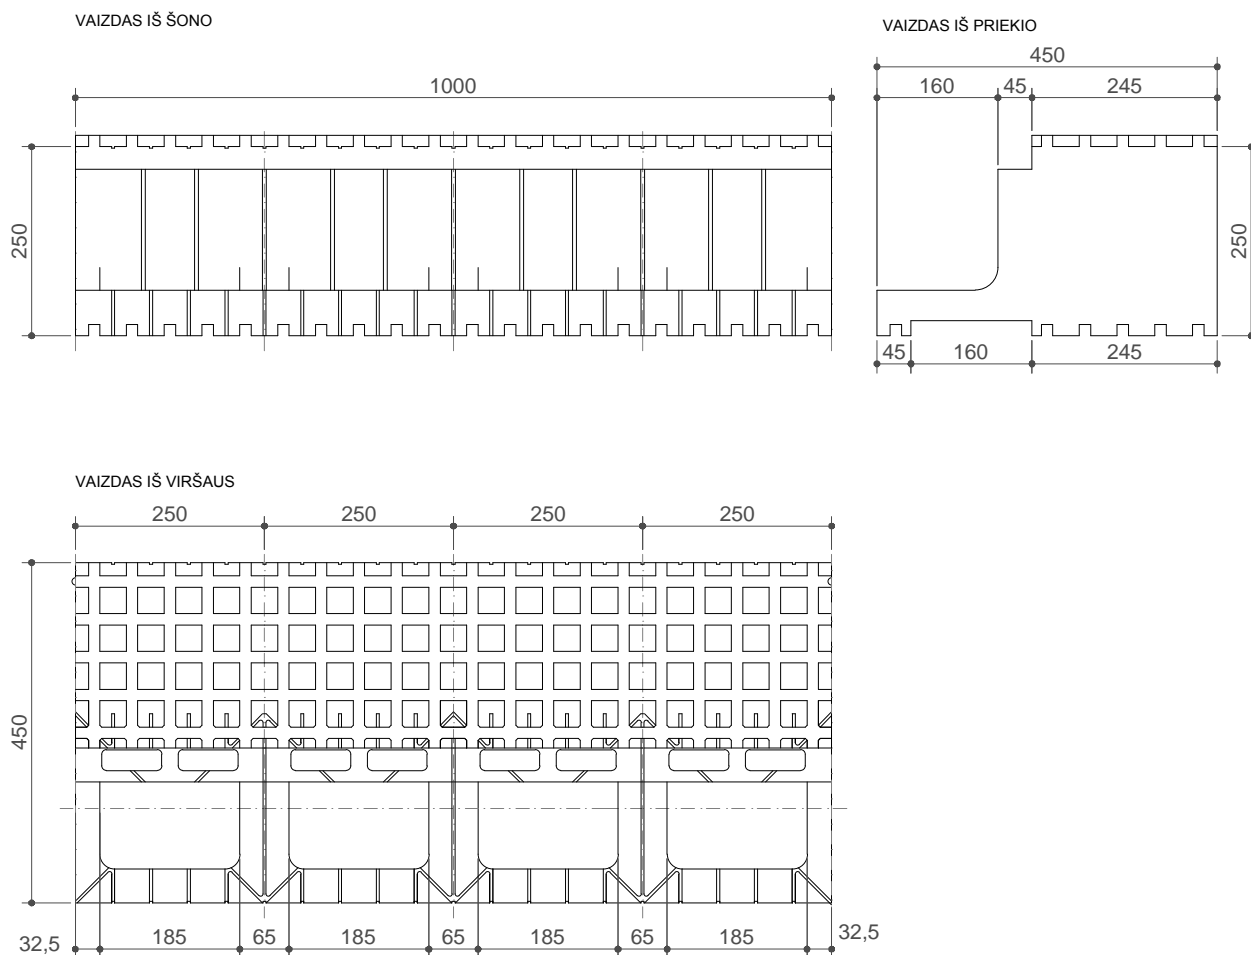 VAIZDAS IŠ ŠONO
1000
250
VAIZDAS IŠ PRIEKIO
450
160 45 245
250
45 160 245
VAIZDAS IŠ VIRŠAUS
250 250 250 250
450
32,5 185 65 185 65 185 65 185 32,5